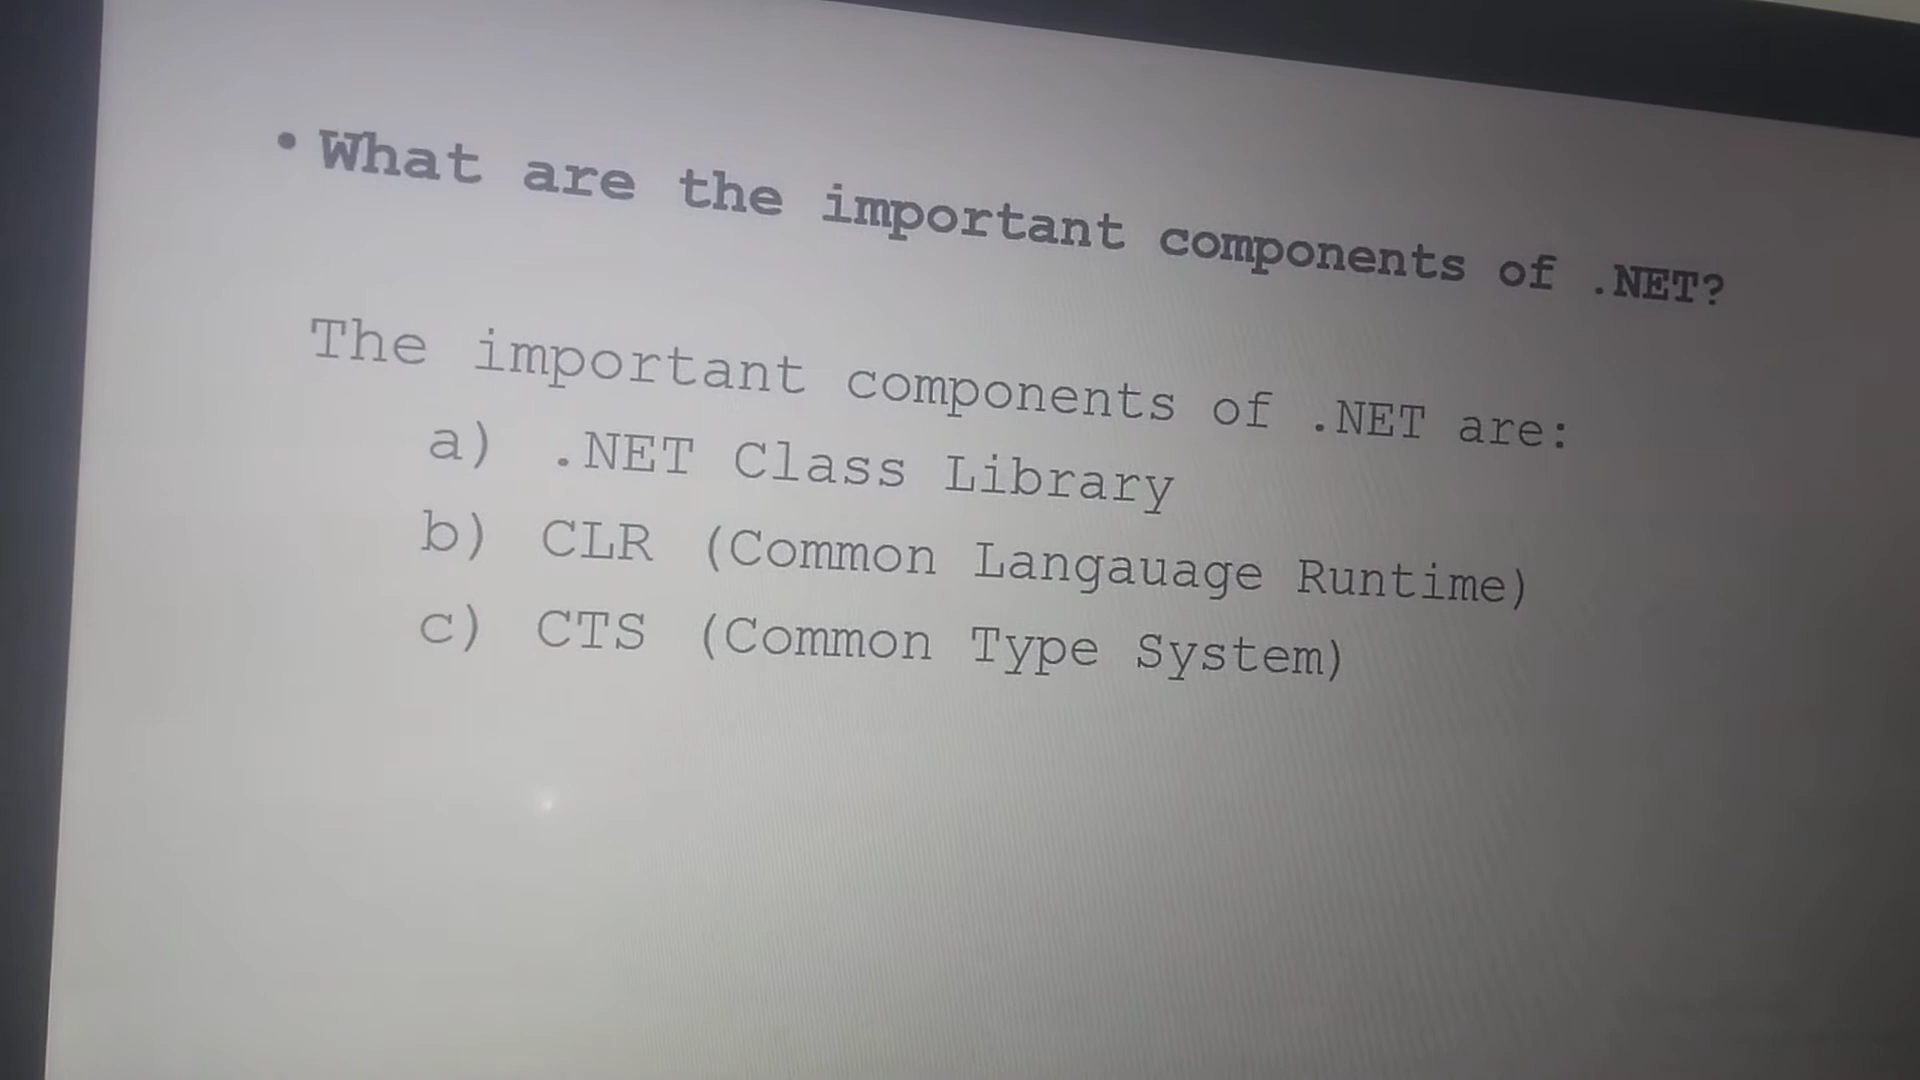 • What are the important components of .NET?
The important components of .NET are:
a) .NET Class Library
b) CLR (Common Langauage Runtime)
c) CTS (Common Type System)